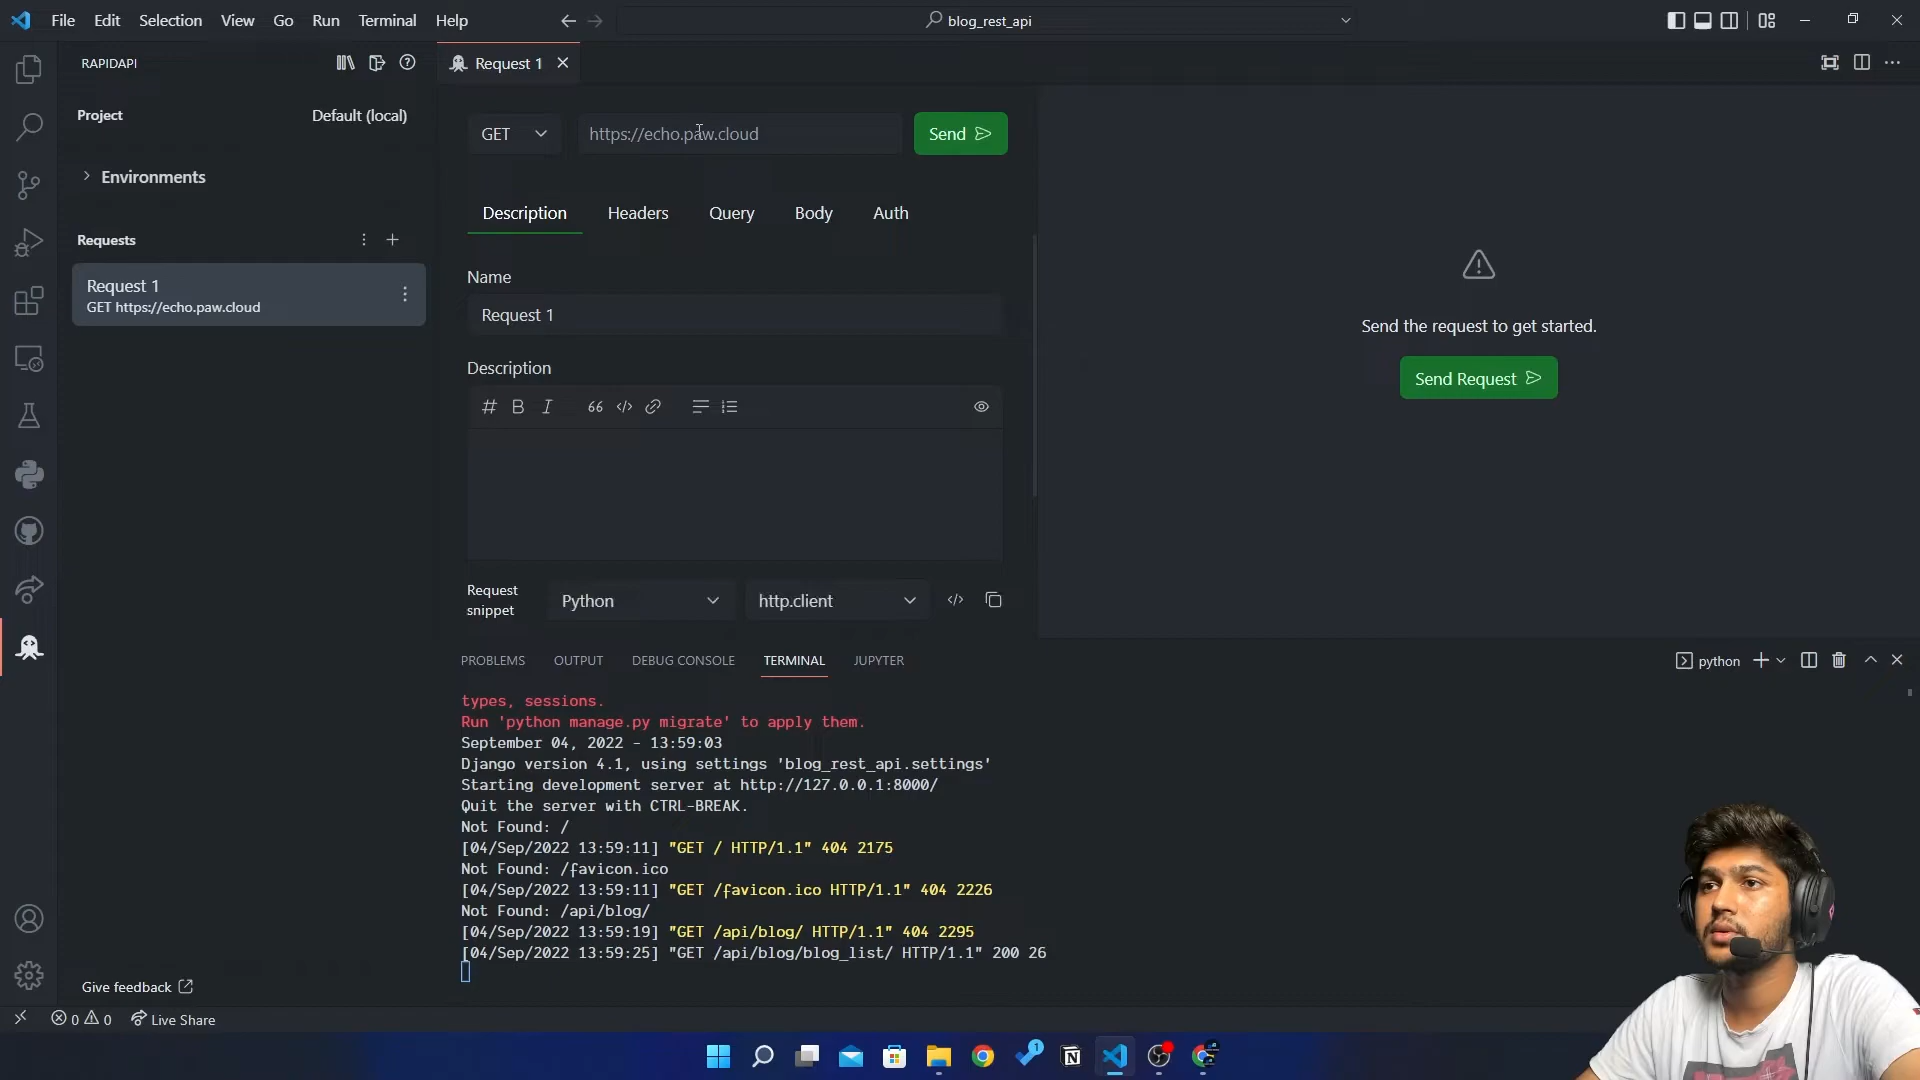 File Edit Selection View Go Run Terminal Help
blog_rest_api
RAPIDAPI
Request 1
Project
Default (local)
GET
https://echo.paw.cloud
Send
Environments
Description
Headers
Query
Body
Auth
Requests
Request 1
GET https://echo.paw.cloud
Name
Request 1
Send the request to get started.
Send Request
Description
66
Request
snippet
Python
http.client
PROBLEMS
OUTPUT
DEBUG CONSOLE
TERMINAL
JUPYTER
python
types, sessions.
Run 'python manage.py migrate' to apply them.
September 04, 2022 - 13:59:03
Django version 4.1, using settings 'blog_rest_api.settings'
Starting development server at http://127.0.0.1:8000/
Quit the server with CTRL-BREAK.
Not Found: /
[04/Sep/2022 13:59:11] "GET / HTTP/1.1" 404 2175
Not Found: /favicon.ico
[04/Sep/2022 13:59:11] "GET /favicon.ico HTTP/1.1" 404 2226
Not Found: /api/blog/
[04/Sep/2022 13:59:19] "GET /api/blog/ HTTP/1.1" 404 2295
[04/Sep/2022 13:59:25] "GET /api/blog/blog_list/ HTTP/1.1" 200 26
Give feedback
0 0 Live Share
1